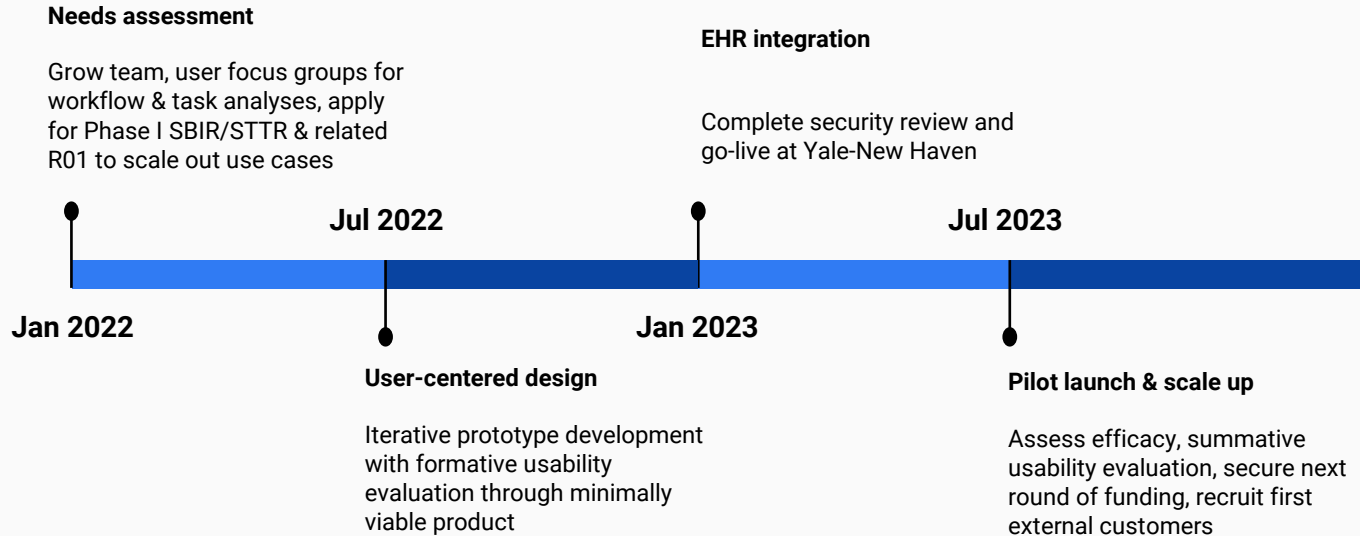 Needs assessment
Grow team, user focus groups for
workflow & task analyses, apply
for Phase I SBIR/STTR & related
R01 to scale out use cases
EHR integration
Complete security review and
go-live at Yale-New Haven
Jul 2022
Jul 2023
Jan 2022
Jan 2023
User-centered design
Iterative prototype development
with formative usability
evaluation through minimally
viable product
Pilot launch & scale up
Assess efficacy, summative
usability evaluation, secure next
round of funding, recruit first
external customers